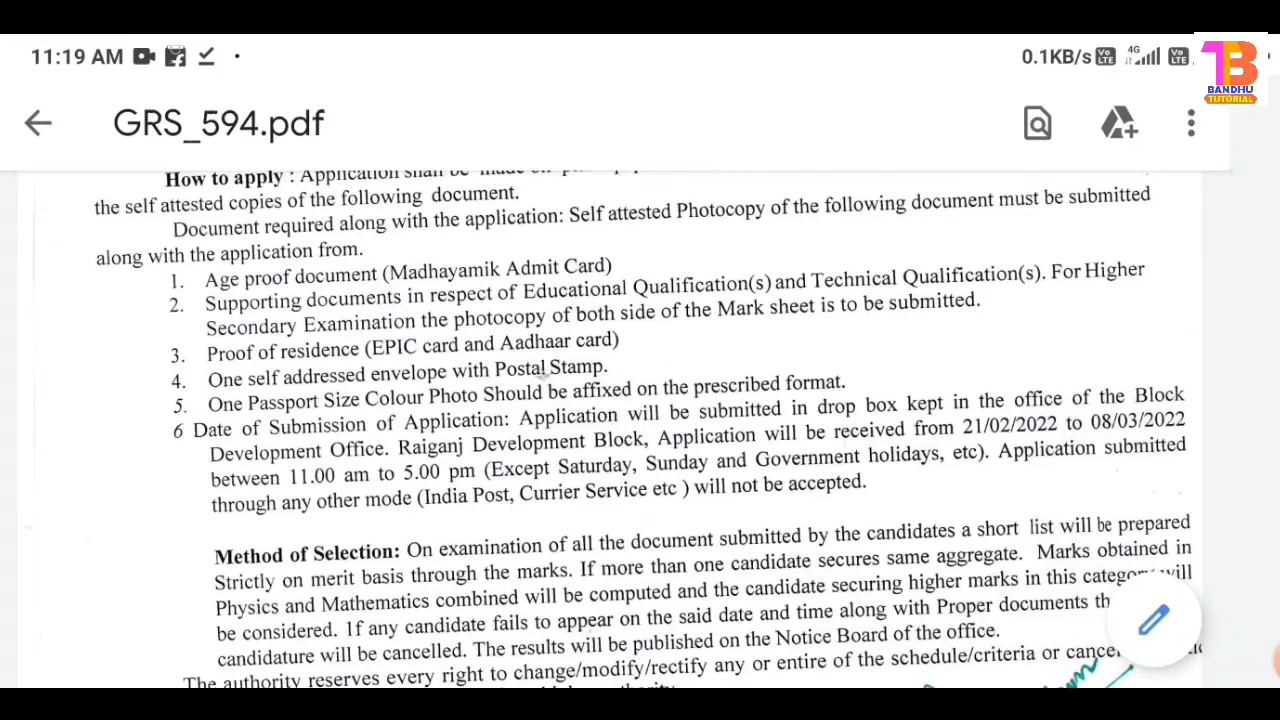 11:19 AM
0.1KB/s Vo LTE 4G Vo LTE
BANDHU
TUTORIAL
GRS_594.pdf
How to apply : Application shall be made on
the self attested copies of the following document.
Document required along with the application: Self attested Photocopy of the following document must be submitted
along with the application from.
1. Age proof document (Madhayamik Admit Card)
2. Supporting documents in respect of Educational Qualification(s) and Technical Qualification(s). For Higher
Secondary Examination the photocopy of both side of the Mark sheet is to be submitted.
3. Proof of residence (EPIC card and Aadhaar card)
4. One self addressed envelope with Postal Stamp.
5. One Passport Size Colour Photo Should be affixed on the prescribed format.
6 Date of Submission of Application: Application will be submitted in drop box kept in the office of the Block
Development Office. Raiganj Development Block, Application will be received from 21/02/2022 to 08/03/2022
between 11.00 am to 5.00 pm (Except Saturday, Sunday and Government holidays, etc). Application submitted
through any other mode (India Post, Currier Service etc ) will not be accepted.
Method of Selection: On examination of all the document submitted by the candidates a short list will be prepared
Strictly on merit basis through the marks. If more than one candidate secures same aggregate. Marks obtained in
Physics and Mathematics combined will be computed and the candidate securing higher marks in this category will
be considered. If any candidate fails to appear on the said date and time along with Proper documents th
candidature will be cancelled. The results will be published on the Notice Board of the office.
The authority reserves every right to change/modify/rectify any or entire of the schedule/criteria or cance